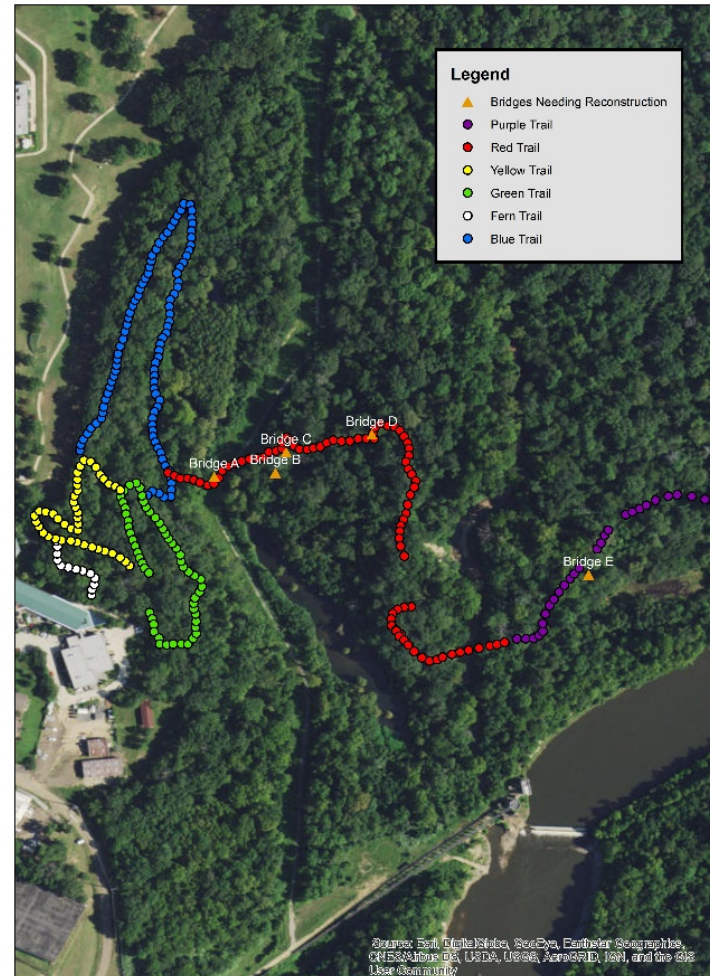 Legend
Bridges Needing Reconstruction
Purple Trail
Red Trail
Yellow Trail
Green Trail
Fern Trail
Blue Trail
Bridge D
Bridge C
Bridge A
Bridge B
Bridge E
Source: Esri, DigitalGlobe, GeoEye, Earthstar Geographics,
CNES/Airbus DS, USDA, USGS, AeroGRID, IGN, and the GIS
User Community